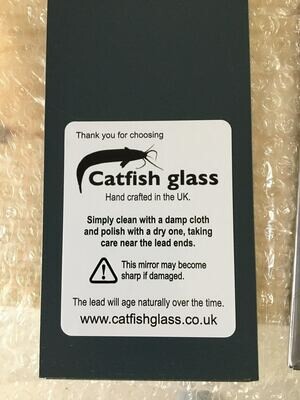 Thank you for choosing
Catfish glass
Hand crafted in the UK.
Simply clean with a damp cloth
and polish with a dry one, taking
care near the lead ends.
This mirror may become
sharp if damaged.
The lead will age naturally over the time.
www.catfishglass.co.uk